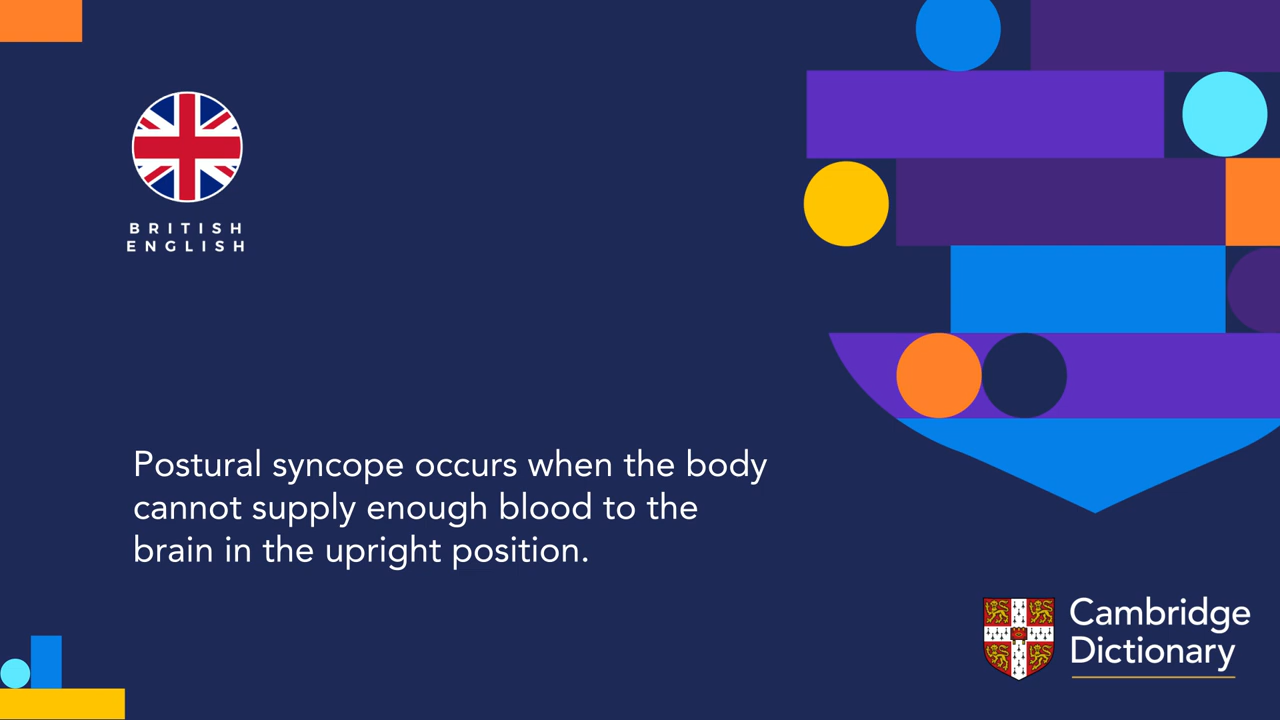 BRITISH
ENGLISH
Postural syncope occurs when the body
cannot supply enough blood to the
brain in the upright position.
Cambridge
Dictionary